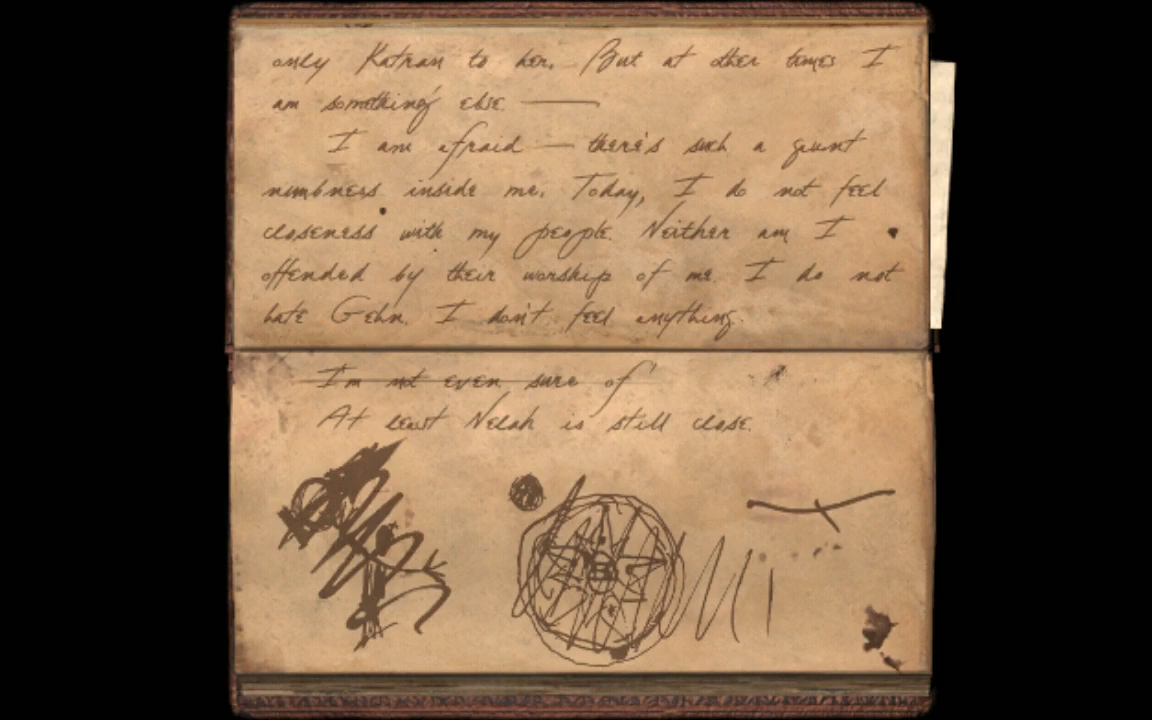 only Katran to her. But at other times I
am something else —
I am afraid — there's such a gaunt
numbness inside me. Today, I do not feel
closeness with my people. Neither am I
offended by their worship of me. I do not
hate Gehn. I don't feel anything.
I'm not even sure of
At least Nelah is still close.